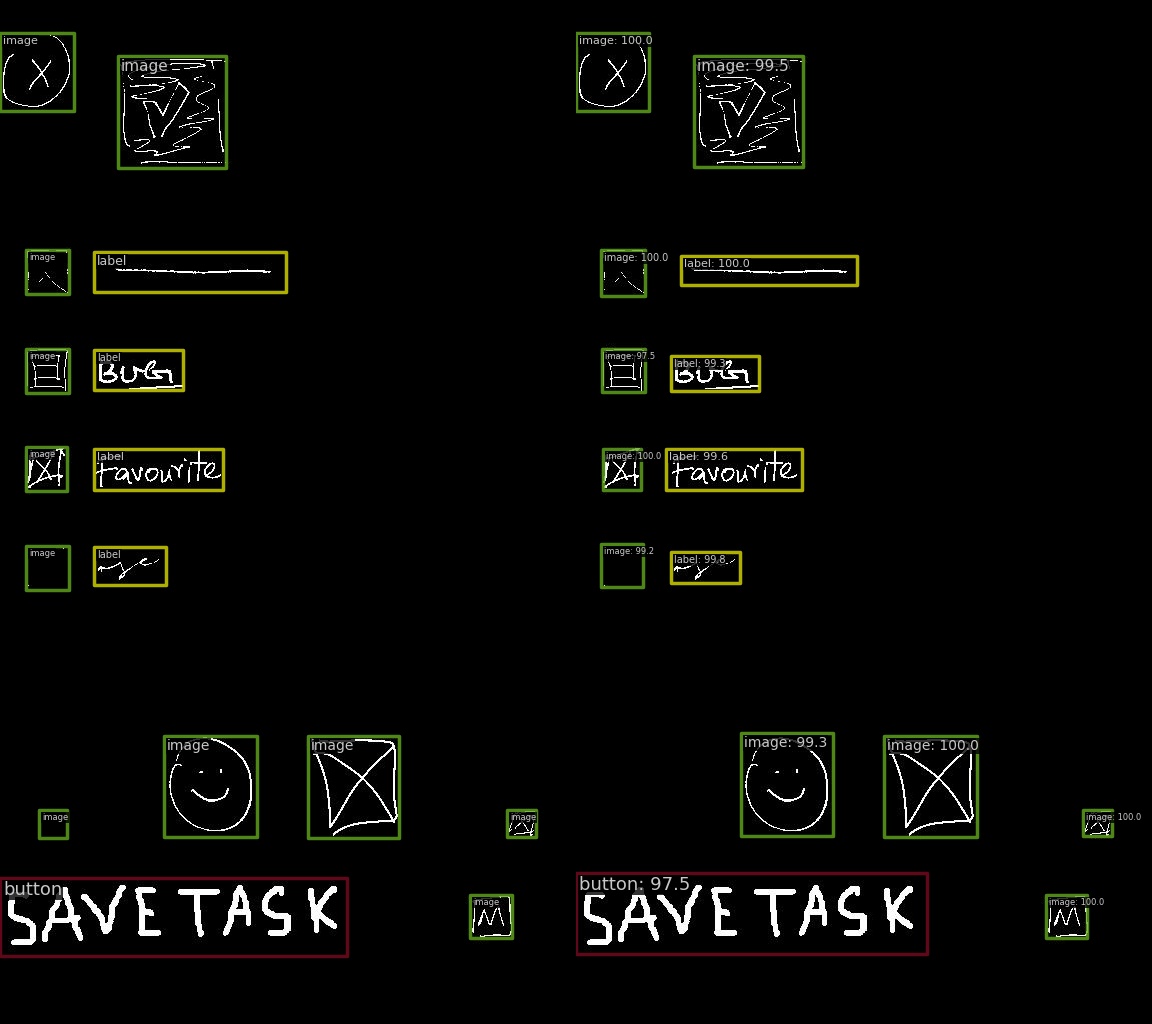 image
image
image
label
image
label
BUG
image
label
Favourite
image
label
image
image
image
image
button
SAVE TASK
image
image: 100.0
image: 99.5
image: 100.0
label: 100.0
image: 97.5
label: 99.3
BUG
image: 100.0
label: 99.6
Favourite
image: 99.2
label: 99.8
image: 99.3
image: 100.0
image: 100.0
button: 97.5
SAVE TASK
image: 100.0